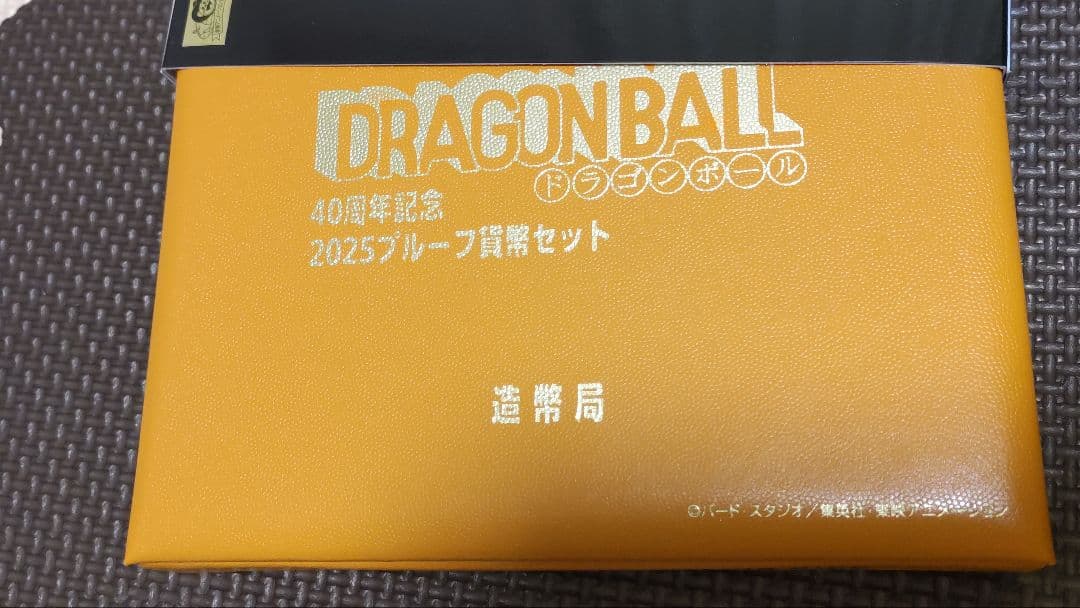 DRAGON BALL
ドラゴンボール
40周年記念
2025プルーフ貨幣セット
造幣局
©バード・スタジオ/集英社・東映アニメーション